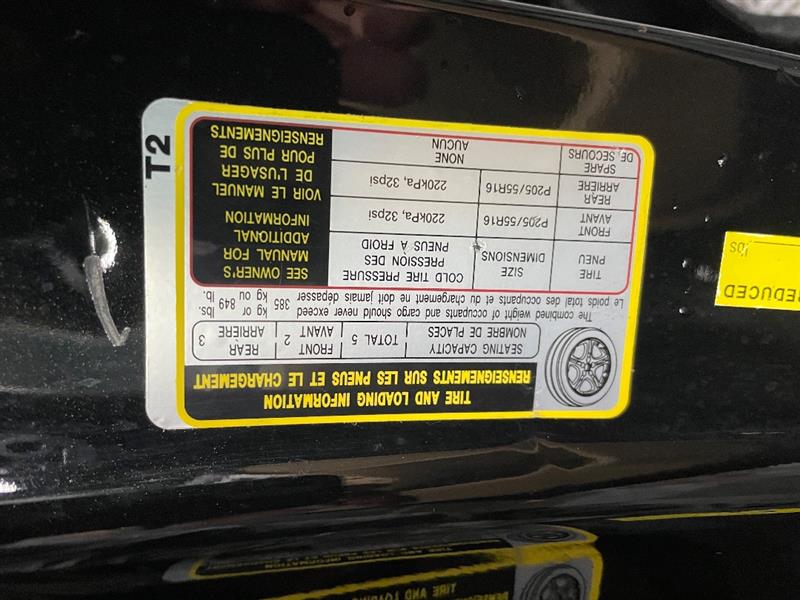 TIRE AND LOADING INFORMATION
RENSEIGNEMENTS SUR LES PNEUS ET LE CHARGEMENT
SEATING CAPACITY
NOMBRE DE PLACES
TOTAL 5
FRONT
AVANT
2
REAR
ARRIÈRE
3
The combined weight of occupants and cargo should never exceed
Le poids total des occupants et du chargement ne doit jamais dépasser
385 kg or 849 lbs.
kg ou lb.
TIRE
PNEU
SIZE
DIMENSIONS
COLD TIRE PRESSURE
PRESSION DES
PNEUS A FROID
FRONT
AVANT
P205/55R16
220kPa, 32psi
REAR
ARRIÈRE
P205/55R16
220kPa, 32psi
SPARE
DE SECOURS
NONE
AUCUN
SEE OWNER'S
MANUAL FOR
ADDITIONAL
INFORMATION
VOIR LE MANUEL
DE L'USAGER
POUR PLUS DE
RENSEIGNEMENTS
T2
REDUCED
TIRE AND LOADING